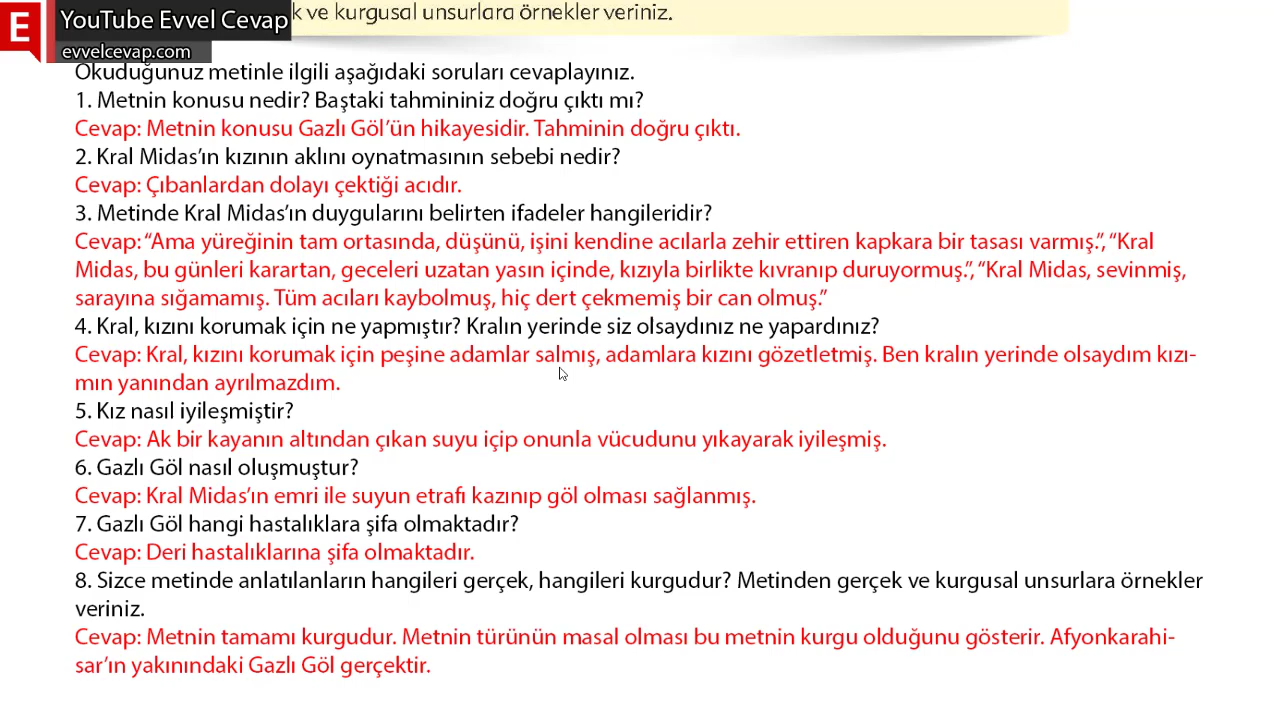 E
YouTube Evvel Cevap
k ve kurgusal unsurlara örnekler veriniz.
evvelcevap.com
Okuduğunuz metinle ilgili aşağıdaki soruları cevaplayınız.
1. Metnin konusu nedir? Baştaki tahmininiz doğru çıktı mı?
Cevap: Metnin konusu Gazlı Göl’ün hikayesidir. Tahminin doğru çıktı.
2. Kral Midas’ın kızının aklını oynatmasının sebebi nedir?
Cevap: Çıbanlardan dolayı çektiği acıdır.
3. Metinde Kral Midas’ın duygularını belirten ifadeler hangileridir?
Cevap: “Ama yüreğinin tam ortasında, düşünü, işini kendine acılarla zehir ettiren kapkara bir tasası varmış.”, “Kral
Midas, bu günleri karartan, geceleri uzatan yasın içinde, kızıyla birlikte kıvranıp duruyormuş.”, “Kral Midas, sevinmiş,
sarayına sığamamış. Tüm acıları kaybolmuş, hiç dert çekmemiş bir can olmuş.”
4. Kral, kızını korumak için ne yapmıştır? Kralın yerinde siz olsaydınız ne yapardınız?
Cevap: Kral, kızını korumak için peşine adamlar salmış, adamlara kızını gözetletmiş. Ben kralın yerinde olsaydım kızı-
mın yanından ayrılmazdım.
5. Kız nasıl iyileşmiştir?
Cevap: Ak bir kayanın altından çıkan suyu içip onunla vücudunu yıkayarak iyileşmiş.
6. Gazlı Göl nasıl oluşmuştur?
Cevap: Kral Midas’ın emri ile suyun etrafı kazınıp göl olması sağlanmış.
7. Gazlı Göl hangi hastalıklara şifa olmaktadır?
Cevap: Deri hastalıklarına şifa olmaktadır.
8. Sizce metinde anlatılanların hangileri gerçek, hangileri kurgudur? Metinden gerçek ve kurgusal unsurlara örnekler
veriniz.
Cevap: Metnin tamamı kurgudur. Metnin türünün masal olması bu metnin kurgu olduğunu gösterir. Afyonkarahi-
sar’ın yakınındaki Gazlı Göl gerçektir.